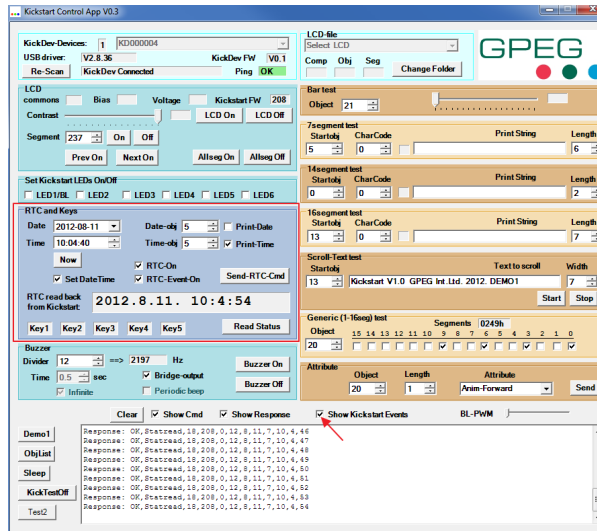 Kickstart Control App V0.3
KickDev-Devices: 1 KD000004
USB driver: V2.8.36 KickDev FW V0.1
Re-Scan KickDev Connected Ping OK
LCD-file
Select LCD
Comp Obj Seg
Change Folder
GPEG
LCD
commons Bias Voltage Kickstart FW 208
Contrast LCD On LCD Off
Segment 237 On Off
Prev On Next On Allseg On Allseg Off
Bar test
Object 21
7segment test
Startobj CharCode Print String Length
5 0 6
14segment test
Startobj CharCode Print String Length
0 0 2
16segment test
Startobj CharCode Print String Length
13 0 7
Set Kickstart LEDs On/Off
LED1/BL LED2 LED3 LED4 LED5 LED6
RTC and Keys
Date 2012-08-11 Date-obj 5 Print-Date
Time 10:04:40 Time-obj 5 Print-Time
Now RTC-On
Set DateTime RTC-Event-On Send-RTC-Cmd
RTC read back
from Kickstart: 2012.8.11. 10:4:54
Key1 Key2 Key3 Key4 Key5 Read Status
Scroll-Text test
Startobj Text to scroll Width
13 Kickstart V1.0 GPEG Int.Ltd. 2012. DEMO1 7
Start Stop
Generic (1-16seg) test
Object Segments 0249h
15 14 13 12 11 10 9 8 7 6 5 4 3 2 1 0
20
Buzzer
Divider 12 ==> 2197 Hz Buzzer On
Time 0.5 sec Bridge-output Buzzer Off
Infinite Periodic beep
Attribute
Object Length Attribute
20 1 Anim-Forward Send
Clear Show Cmd Show Response Show Kickstart Events BL-PWM
Demo1
ObjList
Sleep
KickTestOff
Test2
Response: OK,Statread,18,208,0,12,8,11,7,10,4,46
Response: OK,Statread,18,208,0,12,8,11,7,10,4,47
Response: OK,Statread,18,208,0,12,8,11,7,10,4,48
Response: OK,Statread,18,208,0,12,8,11,7,10,4,49
Response: OK,Statread,18,208,0,12,8,11,7,10,4,50
Response: OK,Statread,18,208,0,12,8,11,7,10,4,51
Response: OK,Statread,18,208,0,12,8,11,7,10,4,52
Response: OK,Statread,18,208,0,12,8,11,7,10,4,53
Response: OK,Statread,18,208,0,12,8,11,7,10,4,54